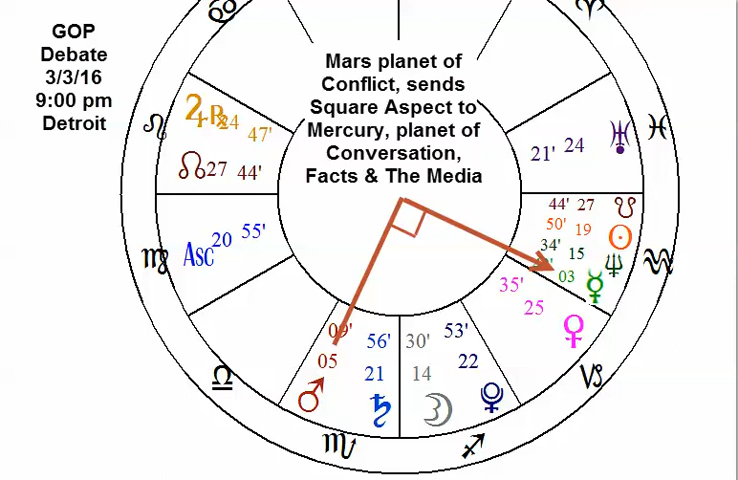 GOP
Debate
3/3/16
9:00 pm
Detroit
Mars planet of
Conflict, sends
Square Aspect to
Mercury, planet of
Conversation,
Facts & The Media
♋ ♈
♌ ♃ ℞ 24 47'
☊ 27 44'
21' 24 ♅ ♓
44' 27 ☋
50' 19 ☉
34' 15 ♆ ♒
03 ☿
♍ Asc 20 55'
35' 25 ♀
♎ ♑
09' 05 ♂
56' 21 ♄
30' 14 ☽
53' 22 ♇
♏ ♐